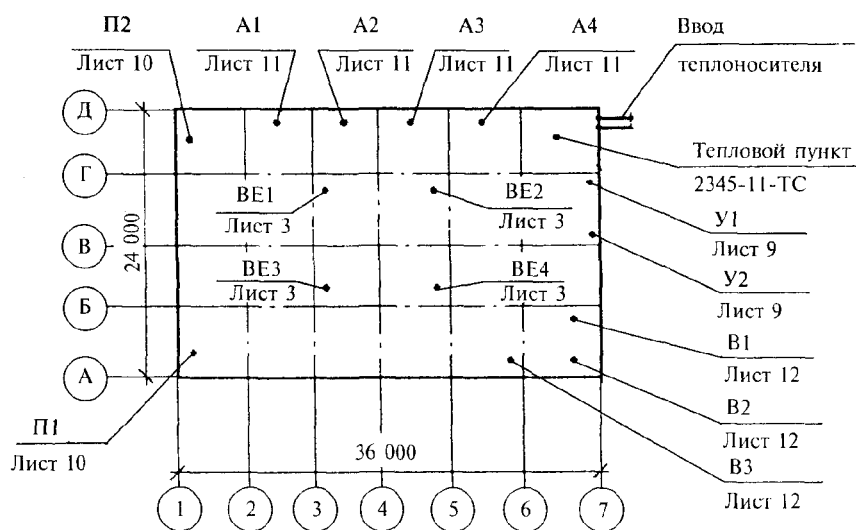 П2
Лист 10
А1
Лист 11
А2
Лист 11
А3
Лист 11
А4
Лист 11
Ввод
теплоносителя
Д
Г
В
Б
А
24 000
Тепловой пункт
2345-11-ТС
ВЕ1
Лист 3
ВЕ2
Лист 3
У1
Лист 9
ВЕ3
Лист 3
ВЕ4
Лист 3
У2
Лист 9
В1
Лист 12
В2
Лист 12
В3
Лист 12
П1
Лист 10
36 000
1
2
3
4
5
6
7